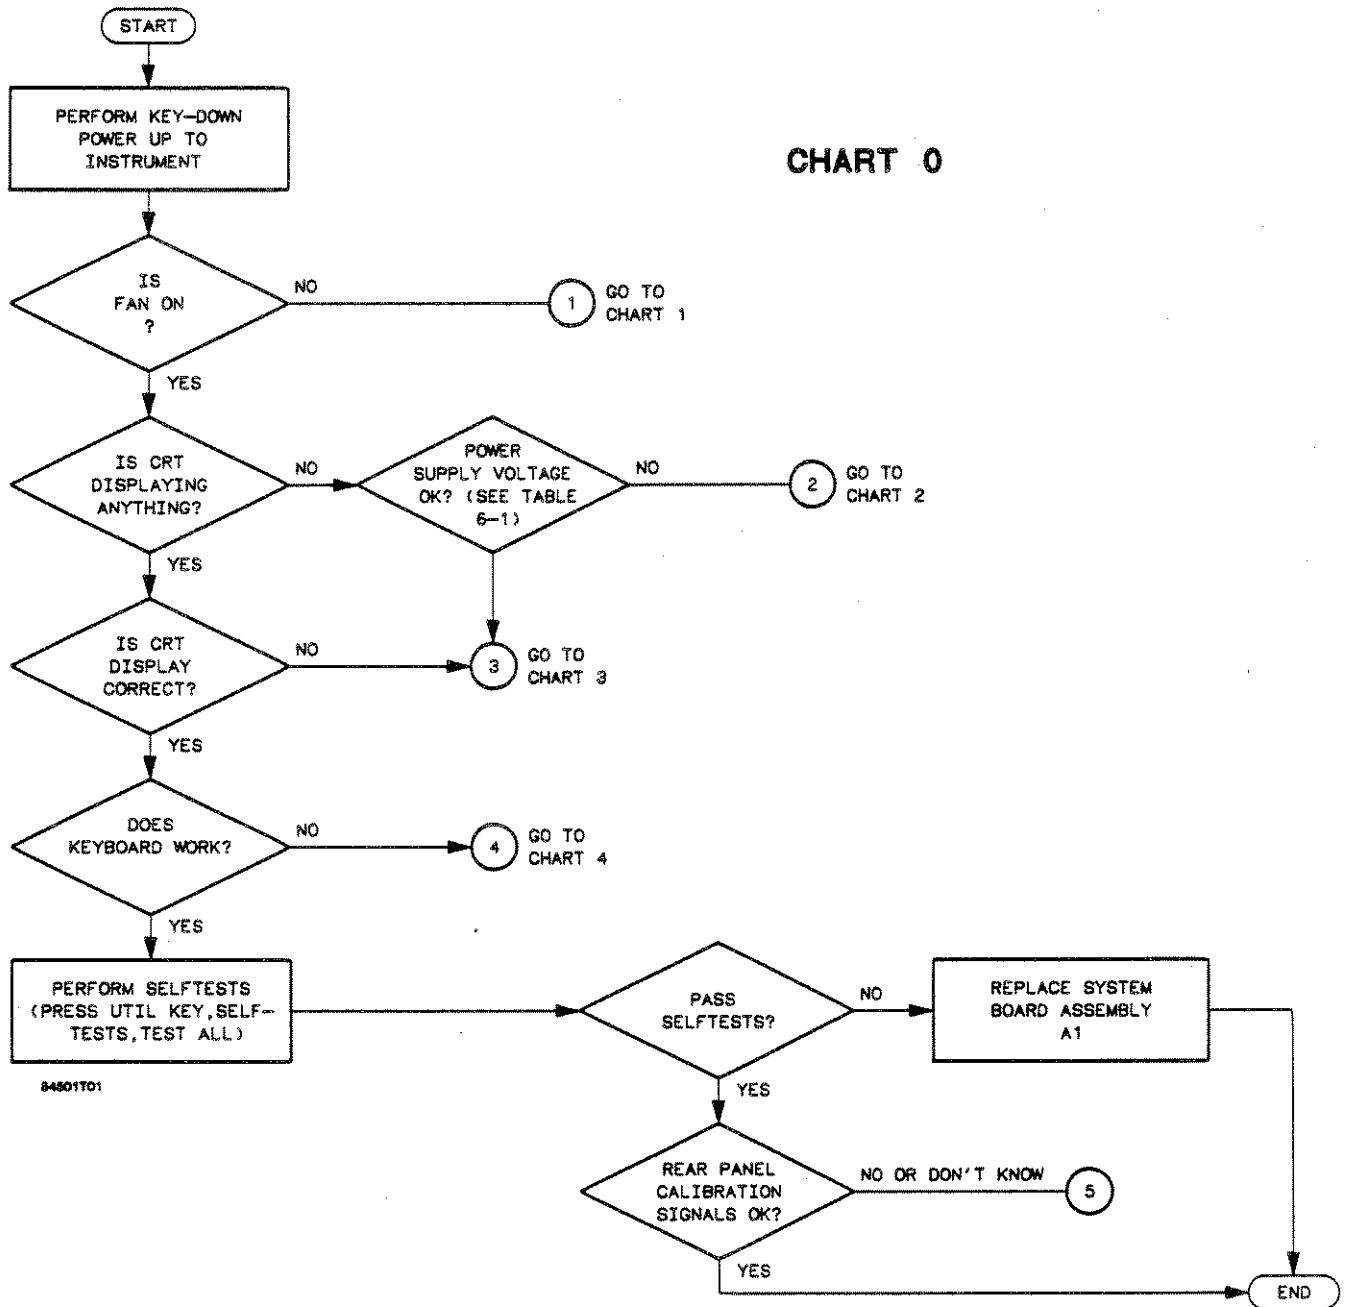 START
PERFORM KEY-DOWN
POWER UP TO
INSTRUMENT
CHART 0
IS
FAN ON
?
NO
1
GO TO
CHART 1
YES
IS CRT
DISPLAYING
ANYTHING?
NO
POWER
SUPPLY VOLTAGE
OK? (SEE TABLE
6-1)
NO
2
GO TO
CHART 2
YES
IS CRT
DISPLAY
CORRECT?
NO
3
GO TO
CHART 3
YES
DOES
KEYBOARD WORK?
NO
4
GO TO
CHART 4
YES
PERFORM SELFTESTS
(PRESS UTIL KEY,SELF-
TESTS,TEST ALL)
PASS
SELFTESTS?
NO
REPLACE SYSTEM
BOARD ASSEMBLY
A1
YES
REAR PANEL
CALIBRATION
SIGNALS OK?
NO OR DON'T KNOW
5
YES
END